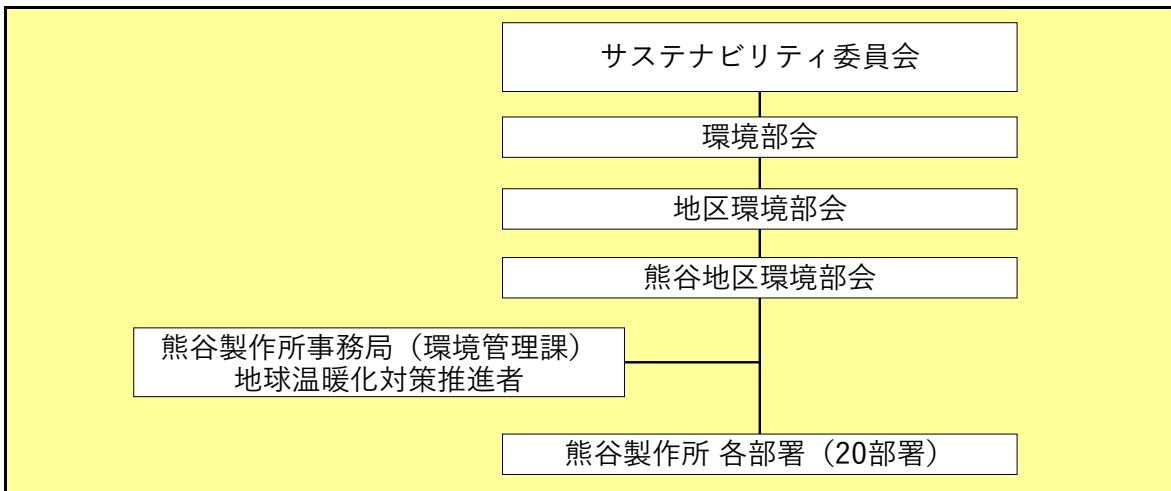 サステナビリティ委員会
環境部会
地区環境部会
熊谷地区環境部会
熊谷製作所事務局（環境管理課）
地球温暖化対策推進者
熊谷製作所 各部署（20部署）